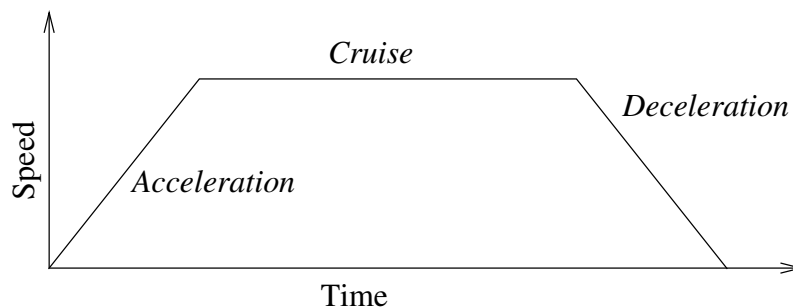 Cruise
Deceleration
Speed
Acceleration
Time